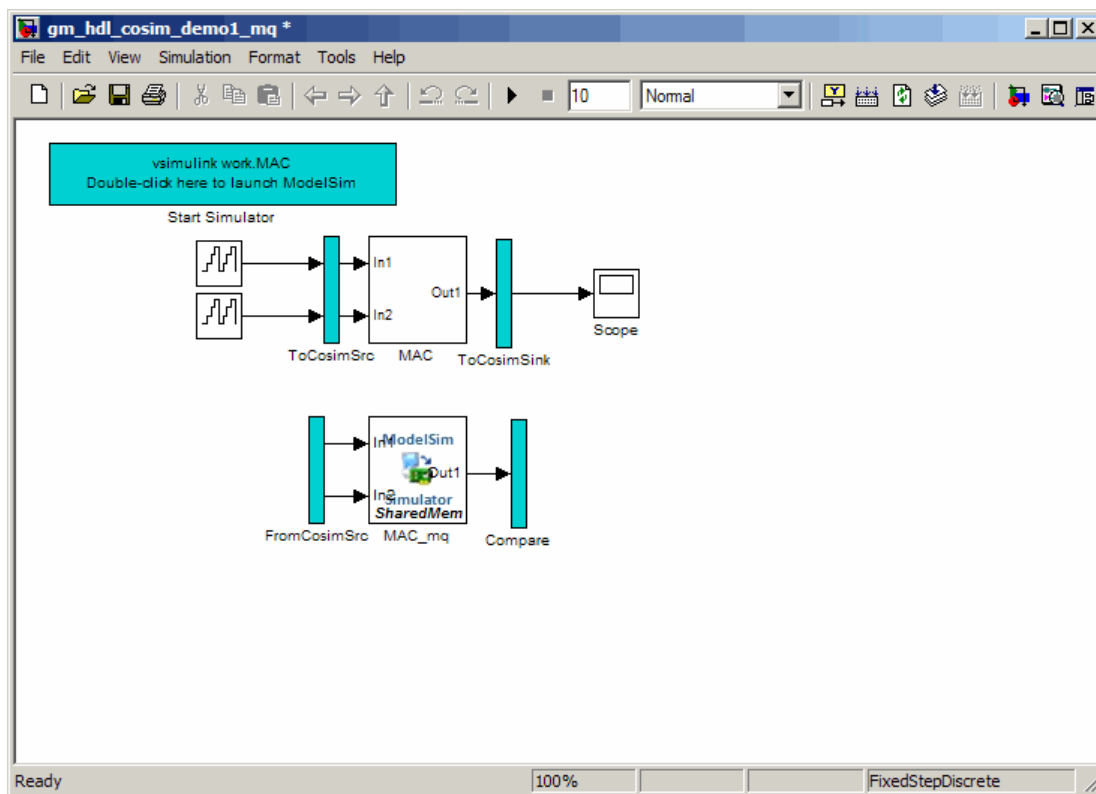 gm_hdl_cosim_demo1_mq *
File Edit View Simulation Format Tools Help
10 Normal
vsimulink work.MAC
Double-click here to launch ModelSim
Start Simulator
In1
Out1
In2
Scope
ToCosimSrc MAC ToCosimSink
In1 ModelSim
Out1
In2 Simulator
SharedMem
FromCosimSrc MAC_mq Compare
Ready 100% FixedStepDiscrete